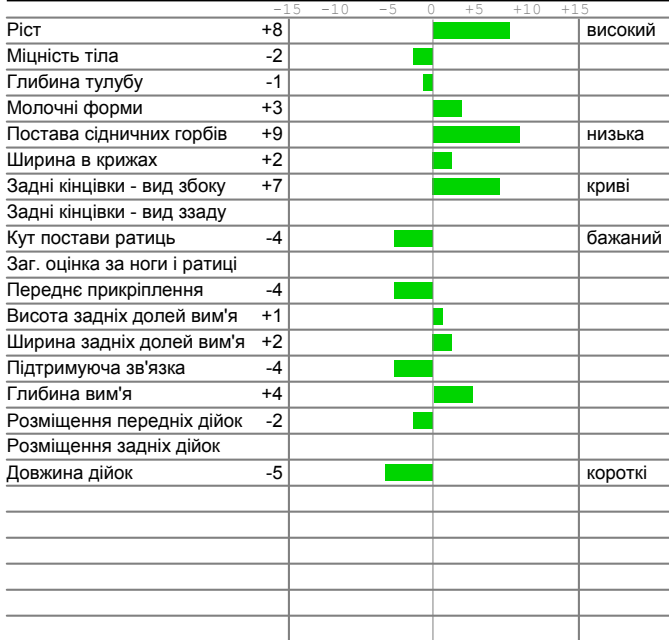 -15 -10 -5 0 +5 +10 +15
Ріст +8 високий
Міцність тіла -2
Глибина тулубу -1
Молочні форми +3
Постава сідничних горбів +9 низька
Ширина в крижах +2
Задні кінцівки - вид збоку +7 криві
Задні кінцівки - вид ззаду
Кут постави ратиць -4 бажаний
Заг. оцінка за ноги і ратиці
Переднє прикріплення -4
Висота задніх долей вим'я +1
Ширина задніх долей вим'я +2
Підтримуюча зв'язка -4
Глибина вим'я +4
Розміщення передніх дійок -2
Розміщення задніх дійок
Довжина дійок -5 короткі